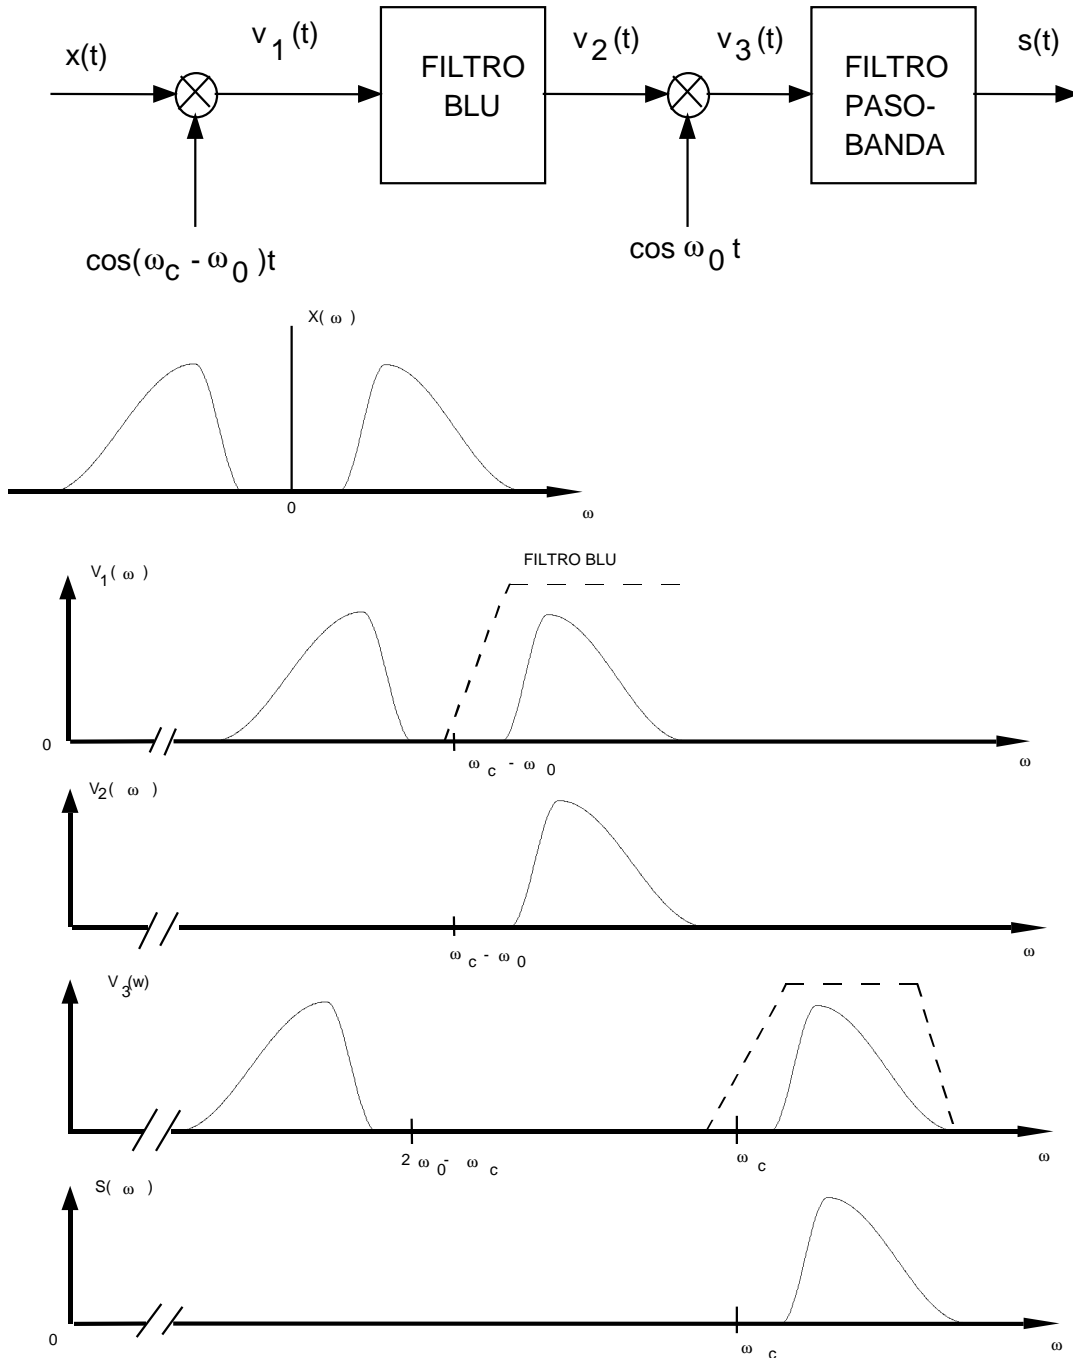 x(t)
v1(t)
FILTRO
BLU
v2(t)
v3(t)
FILTRO
PASO-
BANDA
s(t)
cos(ωc - ω0)t
cos ω0 t
X( ω )
0
ω
V1( ω )
FILTRO BLU
0
ωc - ω0
ω
V2( ω )
ωc - ω0
ω
V3(w)
2 ω0- ωc
ωc
ω
S( ω )
0
ωc
ω